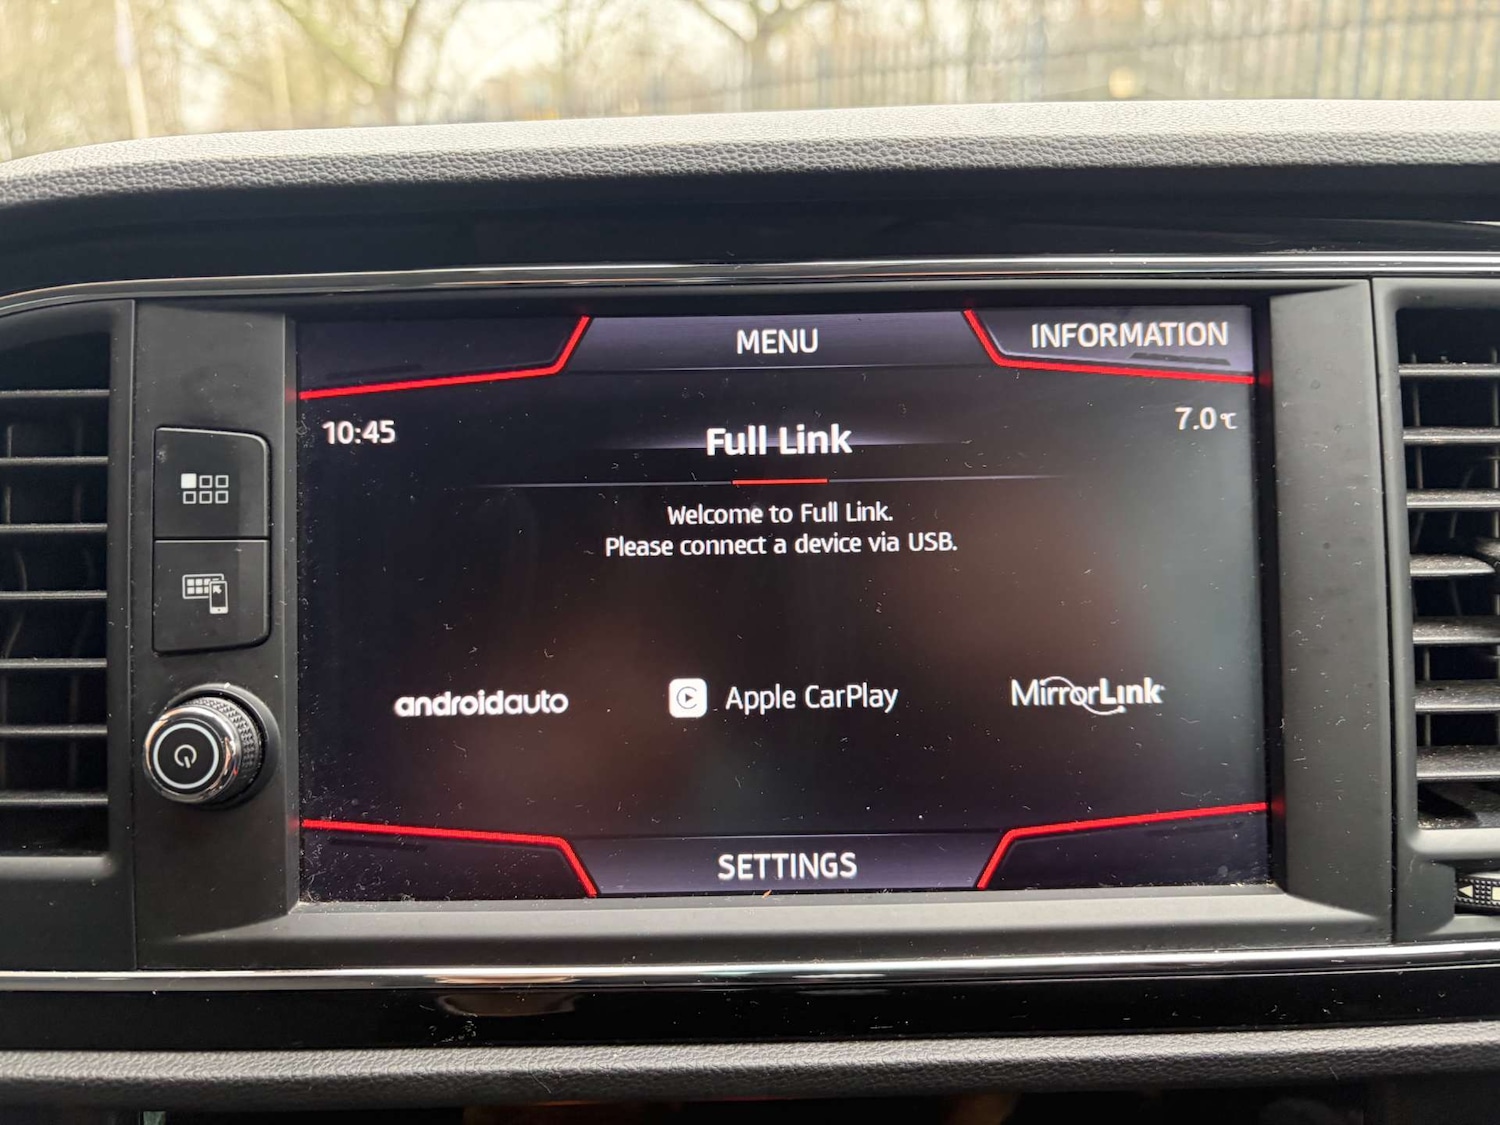 MENU
INFORMATION
10:45
7.0 °C
Full Link
Welcome to Full Link.
Please connect a device via USB.
androidauto
Apple CarPlay
MirrorLink
SETTINGS